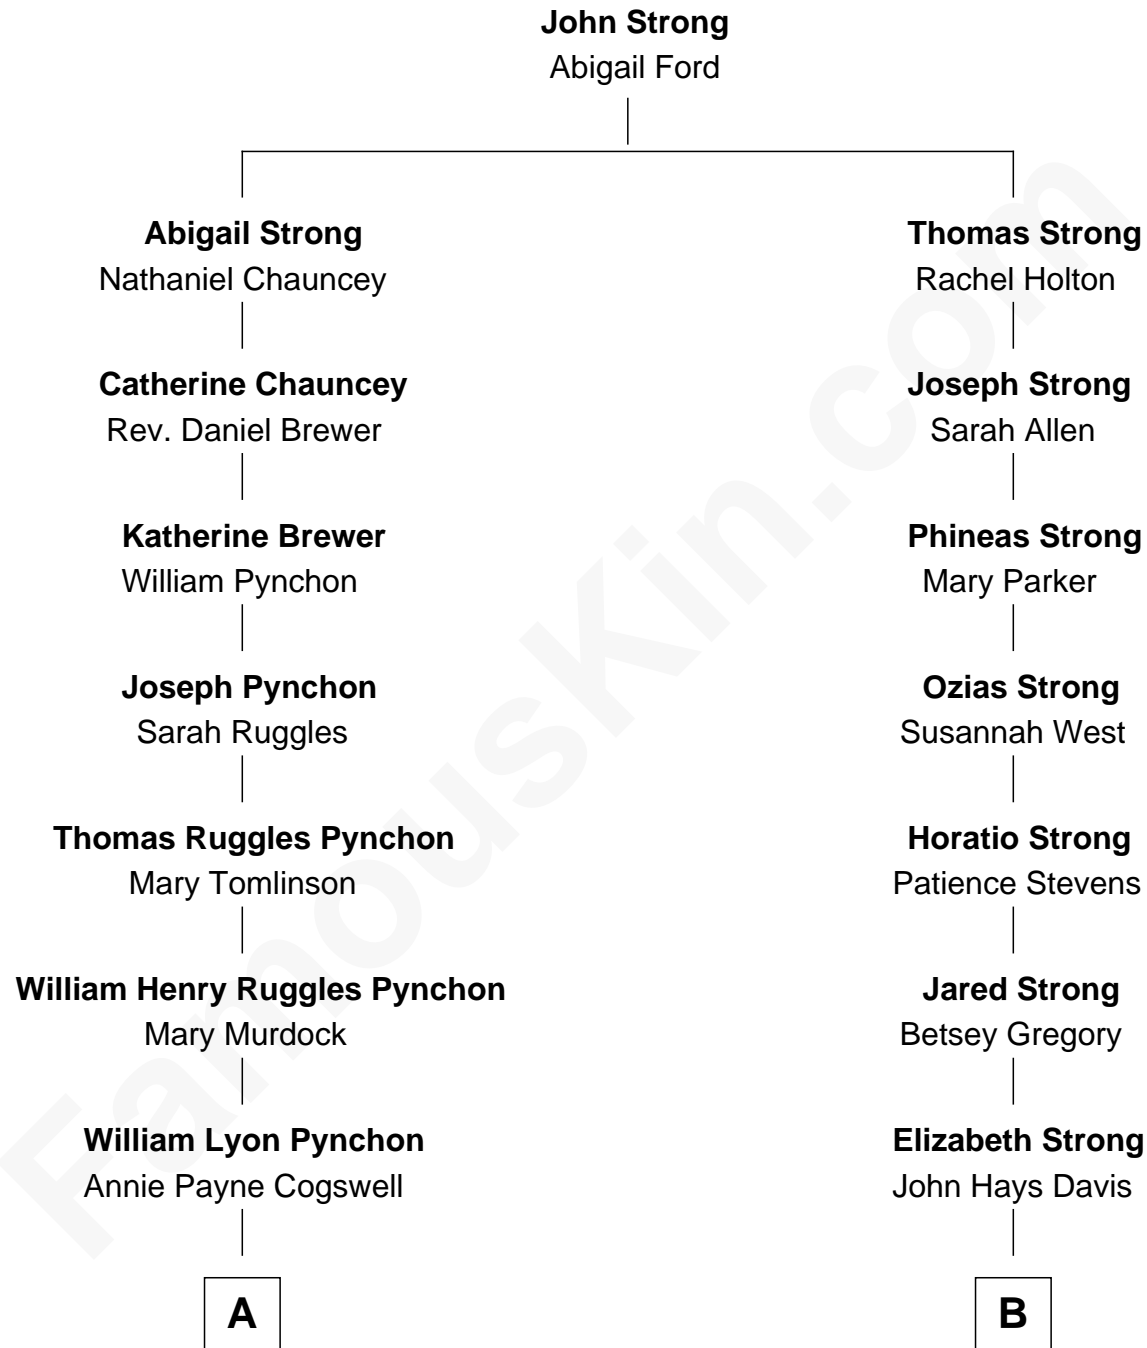 John Strong
Abigail Ford
Abigail Strong
Nathaniel Chauncey
Thomas Strong
Rachel Holton
Catherine Chauncey
Rev. Daniel Brewer
Joseph Strong
Sarah Allen
Katherine Brewer
William Pynchon
Phineas Strong
Mary Parker
Joseph Pynchon
Sarah Ruggles
Ozias Strong
Susannah West
Thomas Ruggles Pynchon
Mary Tomlinson
Horatio Strong
Patience Stevens
William Henry Ruggles Pynchon
Mary Murdock
Jared Strong
Betsey Gregory
William Lyon Pynchon
Annie Payne Cogswell
Elizabeth Strong
John Hays Davis
A
B
FamousKin.com